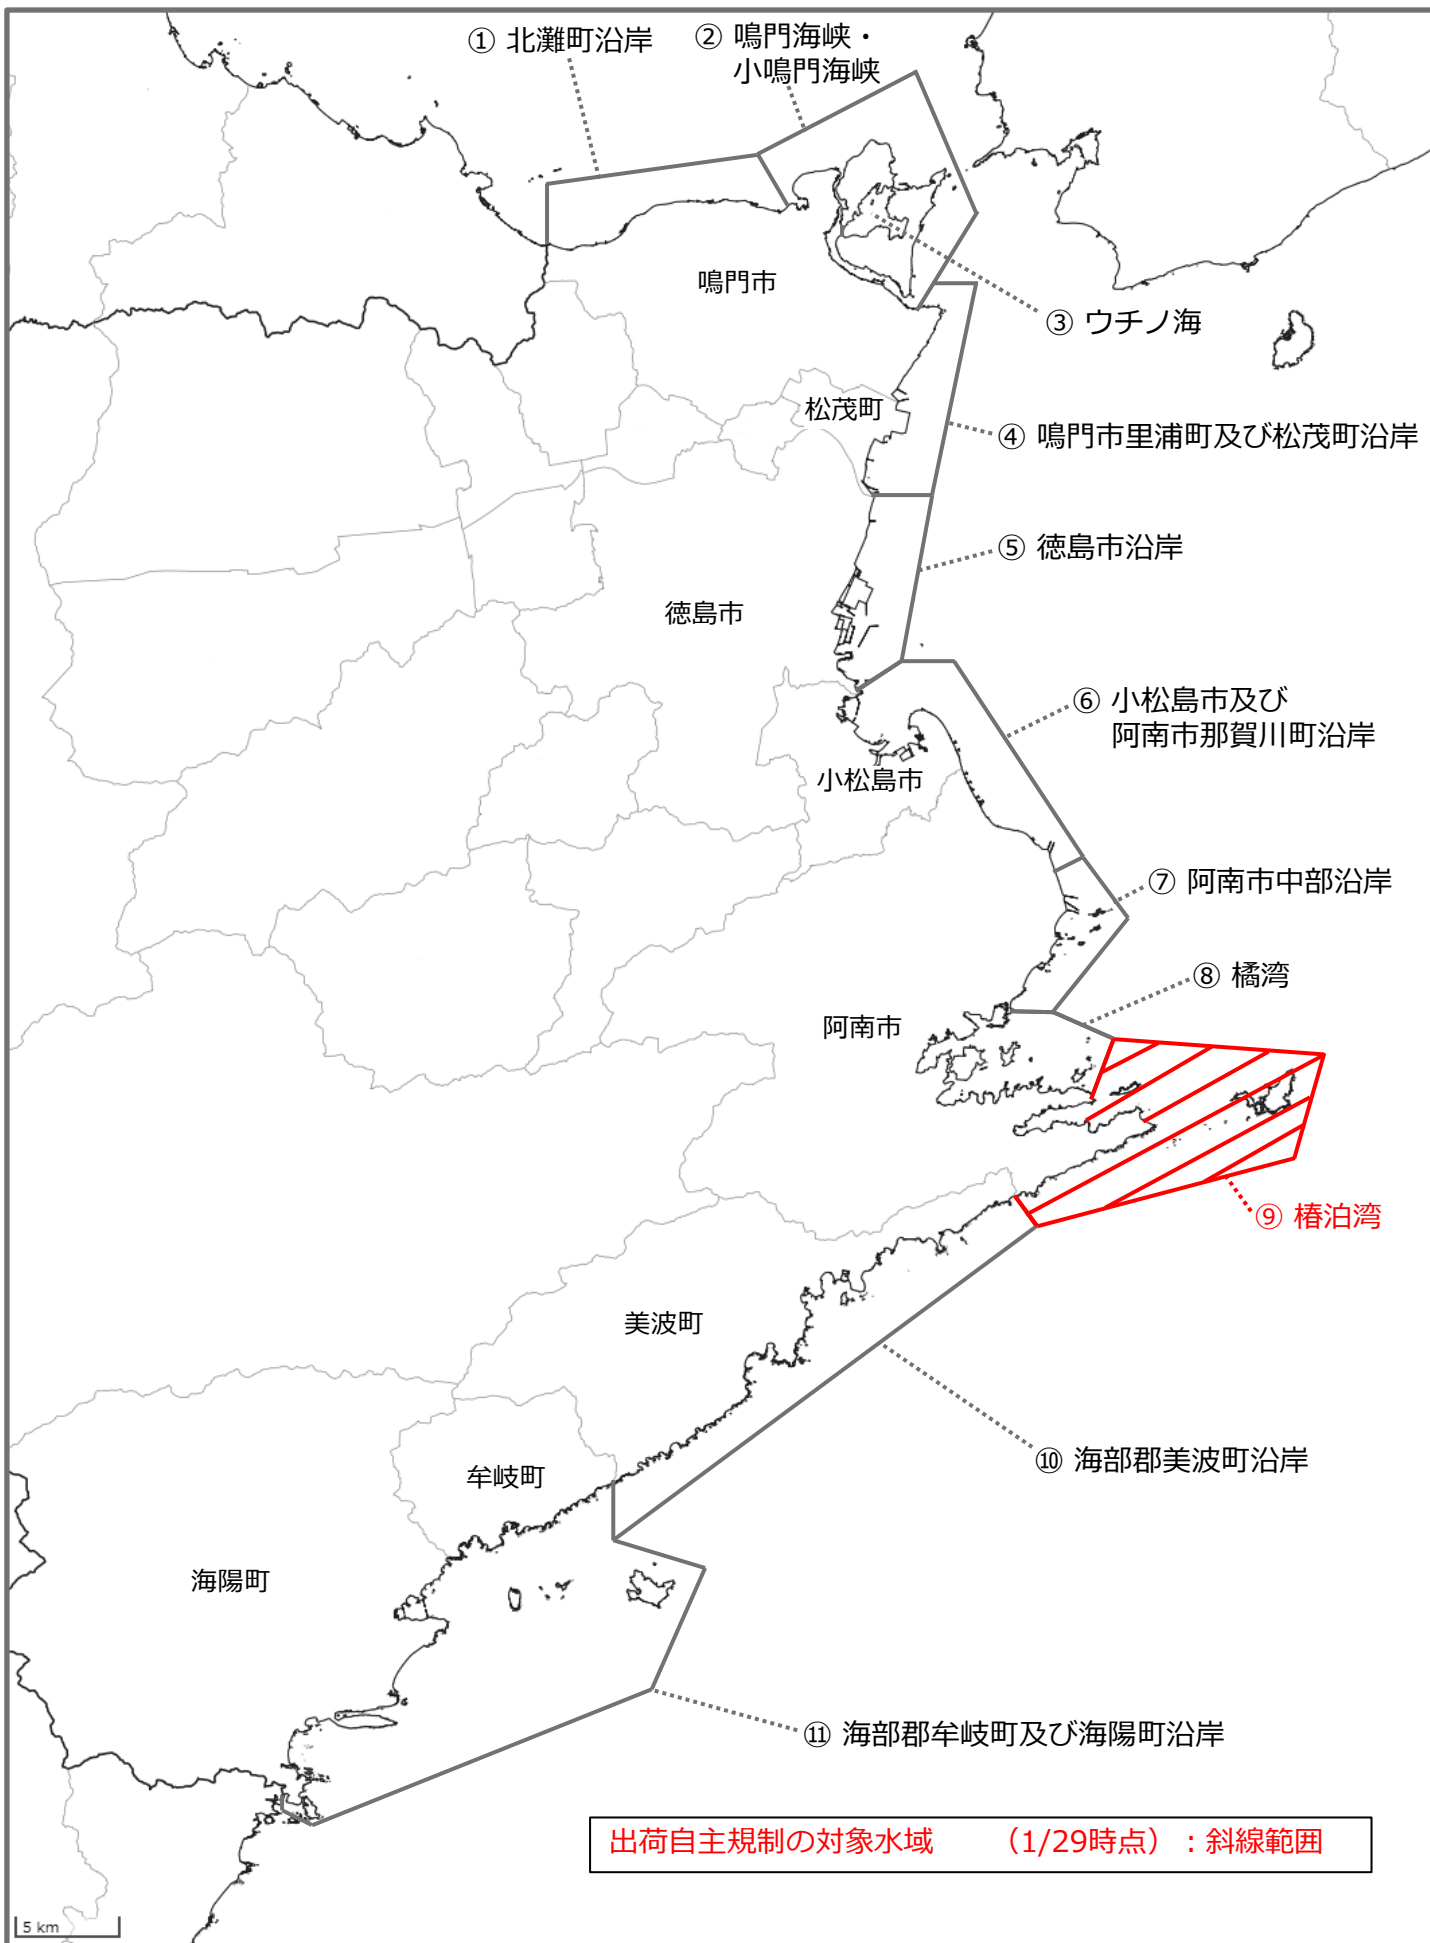 ① 北灘町沿岸
② 鳴門海峡・
小鳴門海峡
鳴門市
③ ウチノ海
松茂町
④ 鳴門市里浦町及び松茂町沿岸
⑤ 徳島市沿岸
徳島市
⑥ 小松島市及び
阿南市那賀川町沿岸
小松島市
⑦ 阿南市中部沿岸
⑧ 橘湾
阿南市
⑨ 椿泊湾
美波町
⑩ 海部郡美波町沿岸
牟岐町
海陽町
⑪ 海部郡牟岐町及び海陽町沿岸
出荷自主規制の対象水域　　（1/29時点）：斜線範囲
5 km